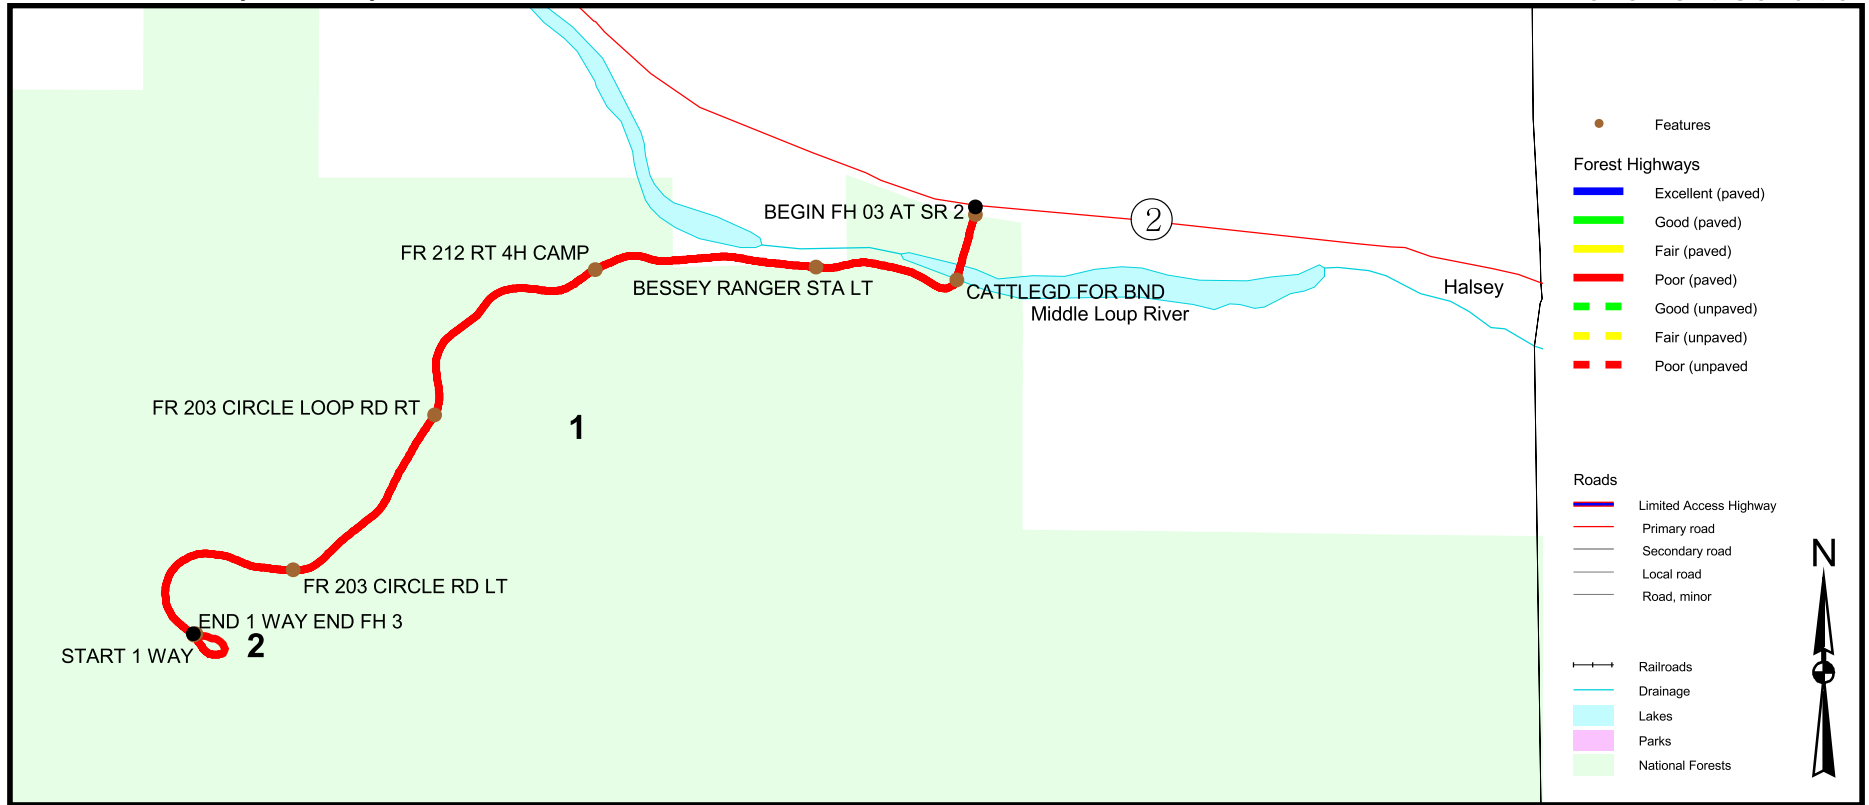 BEGIN FH 03 AT SR 2
2
FR 212 RT 4H CAMP
BESSEY RANGER STA LT
CATTLEGD FOR BND
Middle Loup River
Halsey
FR 203 CIRCLE LOOP RD RT
1
FR 203 CIRCLE RD LT
END 1 WAY END FH 3
2
START 1 WAY
Features
Forest Highways
Excellent (paved)
Good (paved)
Fair (paved)
Poor (paved)
Good (unpaved)
Fair (unpaved)
Poor (unpaved
Roads
Limited Access Highway
Primary road
Secondary road
Local road
Road, minor
N
Railroads
Drainage
Lakes
Parks
National Forests